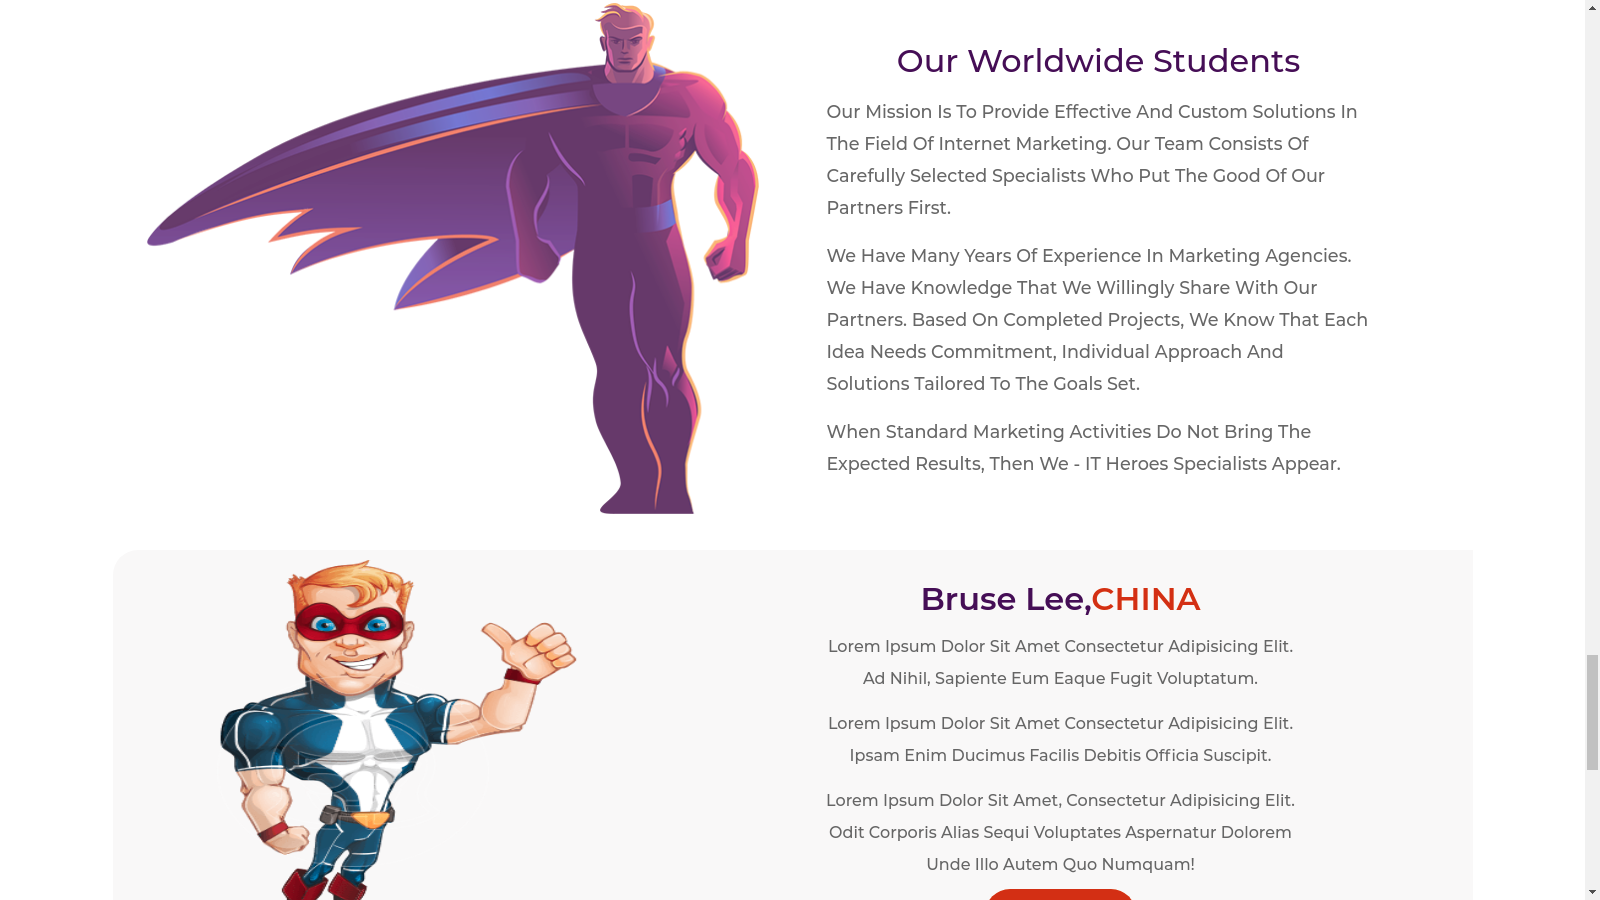 Our Worldwide Students
Our Mission Is To Provide Effective And Custom Solutions In
The Field Of Internet Marketing. Our Team Consists Of
Carefully Selected Specialists Who Put The Good Of Our
Partners First.
We Have Many Years Of Experience In Marketing Agencies.
We Have Knowledge That We Willingly Share With Our
Partners. Based On Completed Projects, We Know That Each
Idea Needs Commitment, Individual Approach And
Solutions Tailored To The Goals Set.
When Standard Marketing Activities Do Not Bring The
Expected Results, Then We - IT Heroes Specialists Appear.
Bruse Lee,CHINA
Lorem Ipsum Dolor Sit Amet Consectetur Adipisicing Elit.
Ad Nihil, Sapiente Eum Eaque Fugit Voluptatum.
Lorem Ipsum Dolor Sit Amet Consectetur Adipisicing Elit.
Ipsam Enim Ducimus Facilis Debitis Officia Suscipit.
Lorem Ipsum Dolor Sit Amet, Consectetur Adipisicing Elit.
Odit Corporis Alias Sequi Voluptates Aspernatur Dolorem
Unde Illo Autem Quo Numquam!